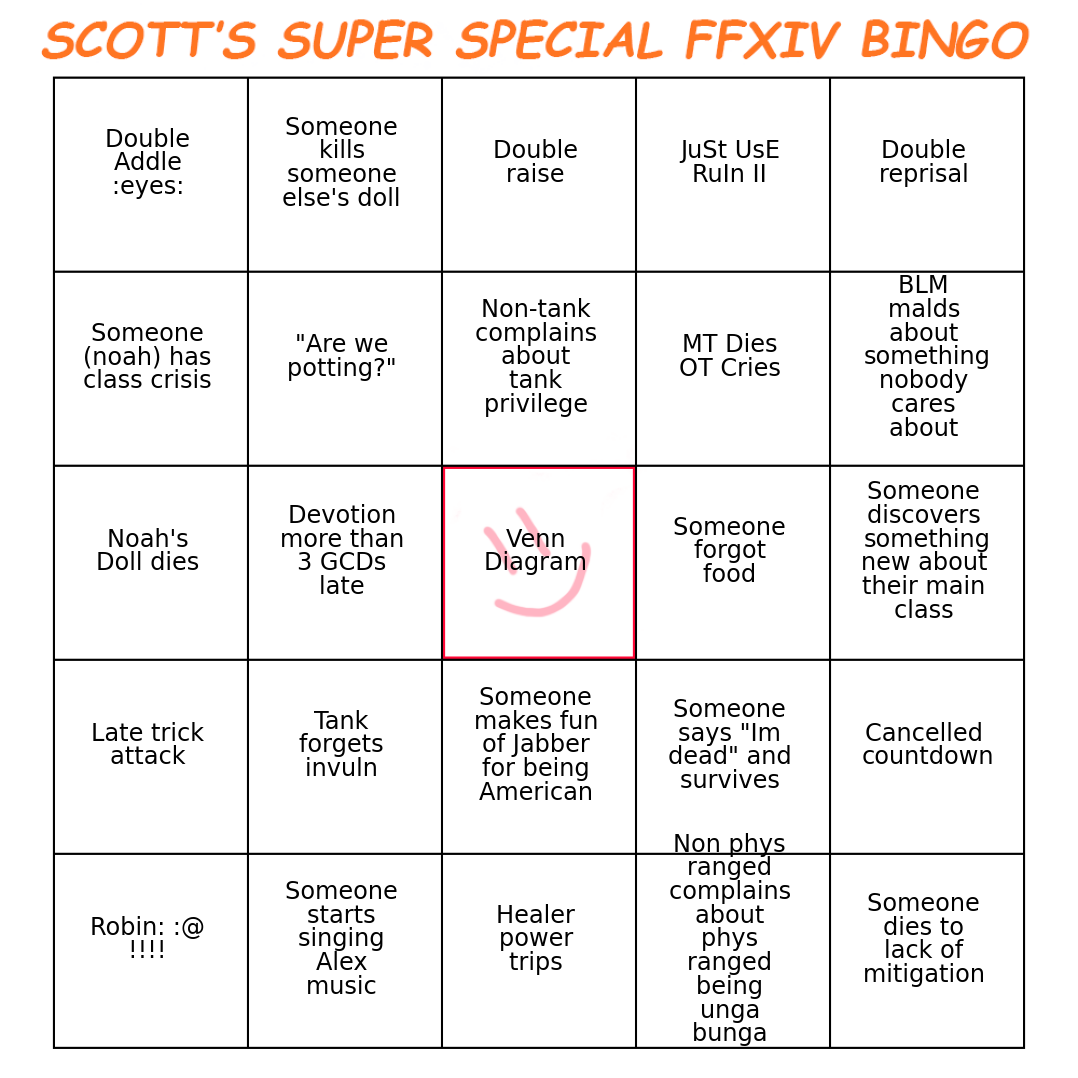 SCOTT'S SUPER SPECIAL FFXIV BINGO
Double
Addle
:eyes:
Someone
kills
someone
else's doll
Double
raise
JuSt UsE
RuIn II
Double
reprisal
Someone
(noah) has
class crisis
"Are we
potting?"
Non-tank
complains
about
tank
privilege
MT Dies
OT Cries
BLM
malds
about
something
nobody
cares
about
Noah's
Doll dies
Devotion
more than
3 GCDs
late
Venn
Diagram
Someone
forgot
food
Someone
discovers
something
new about
their main
class
Late trick
attack
Tank
forgets
invuln
Someone
makes fun
of Jabber
for being
American
Someone
says "Im
dead" and
survives
Cancelled
countdown
Robin: :@
!!!!
Someone
starts
singing
Alex
music
Healer
power
trips
Non phys
ranged
complains
about
phys
ranged
being
unga
bunga
Someone
dies to
lack of
mitigation